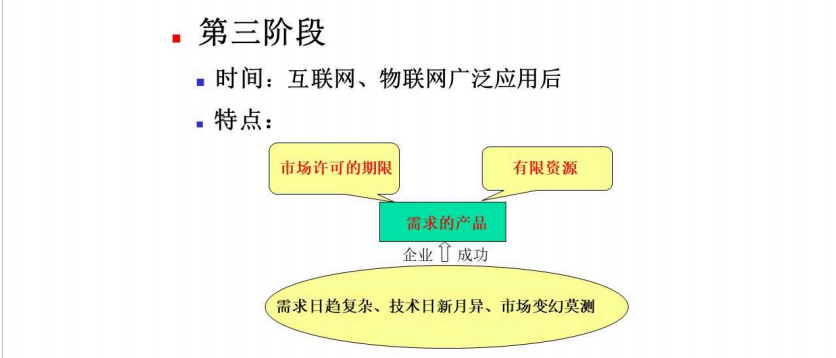 第三阶段
时间：互联网、物联网广泛应用后
特点：
市场许可的期限
有限资源
需求的产品
企业 成功
需求日趋复杂、技术日新月异、市场变幻莫测